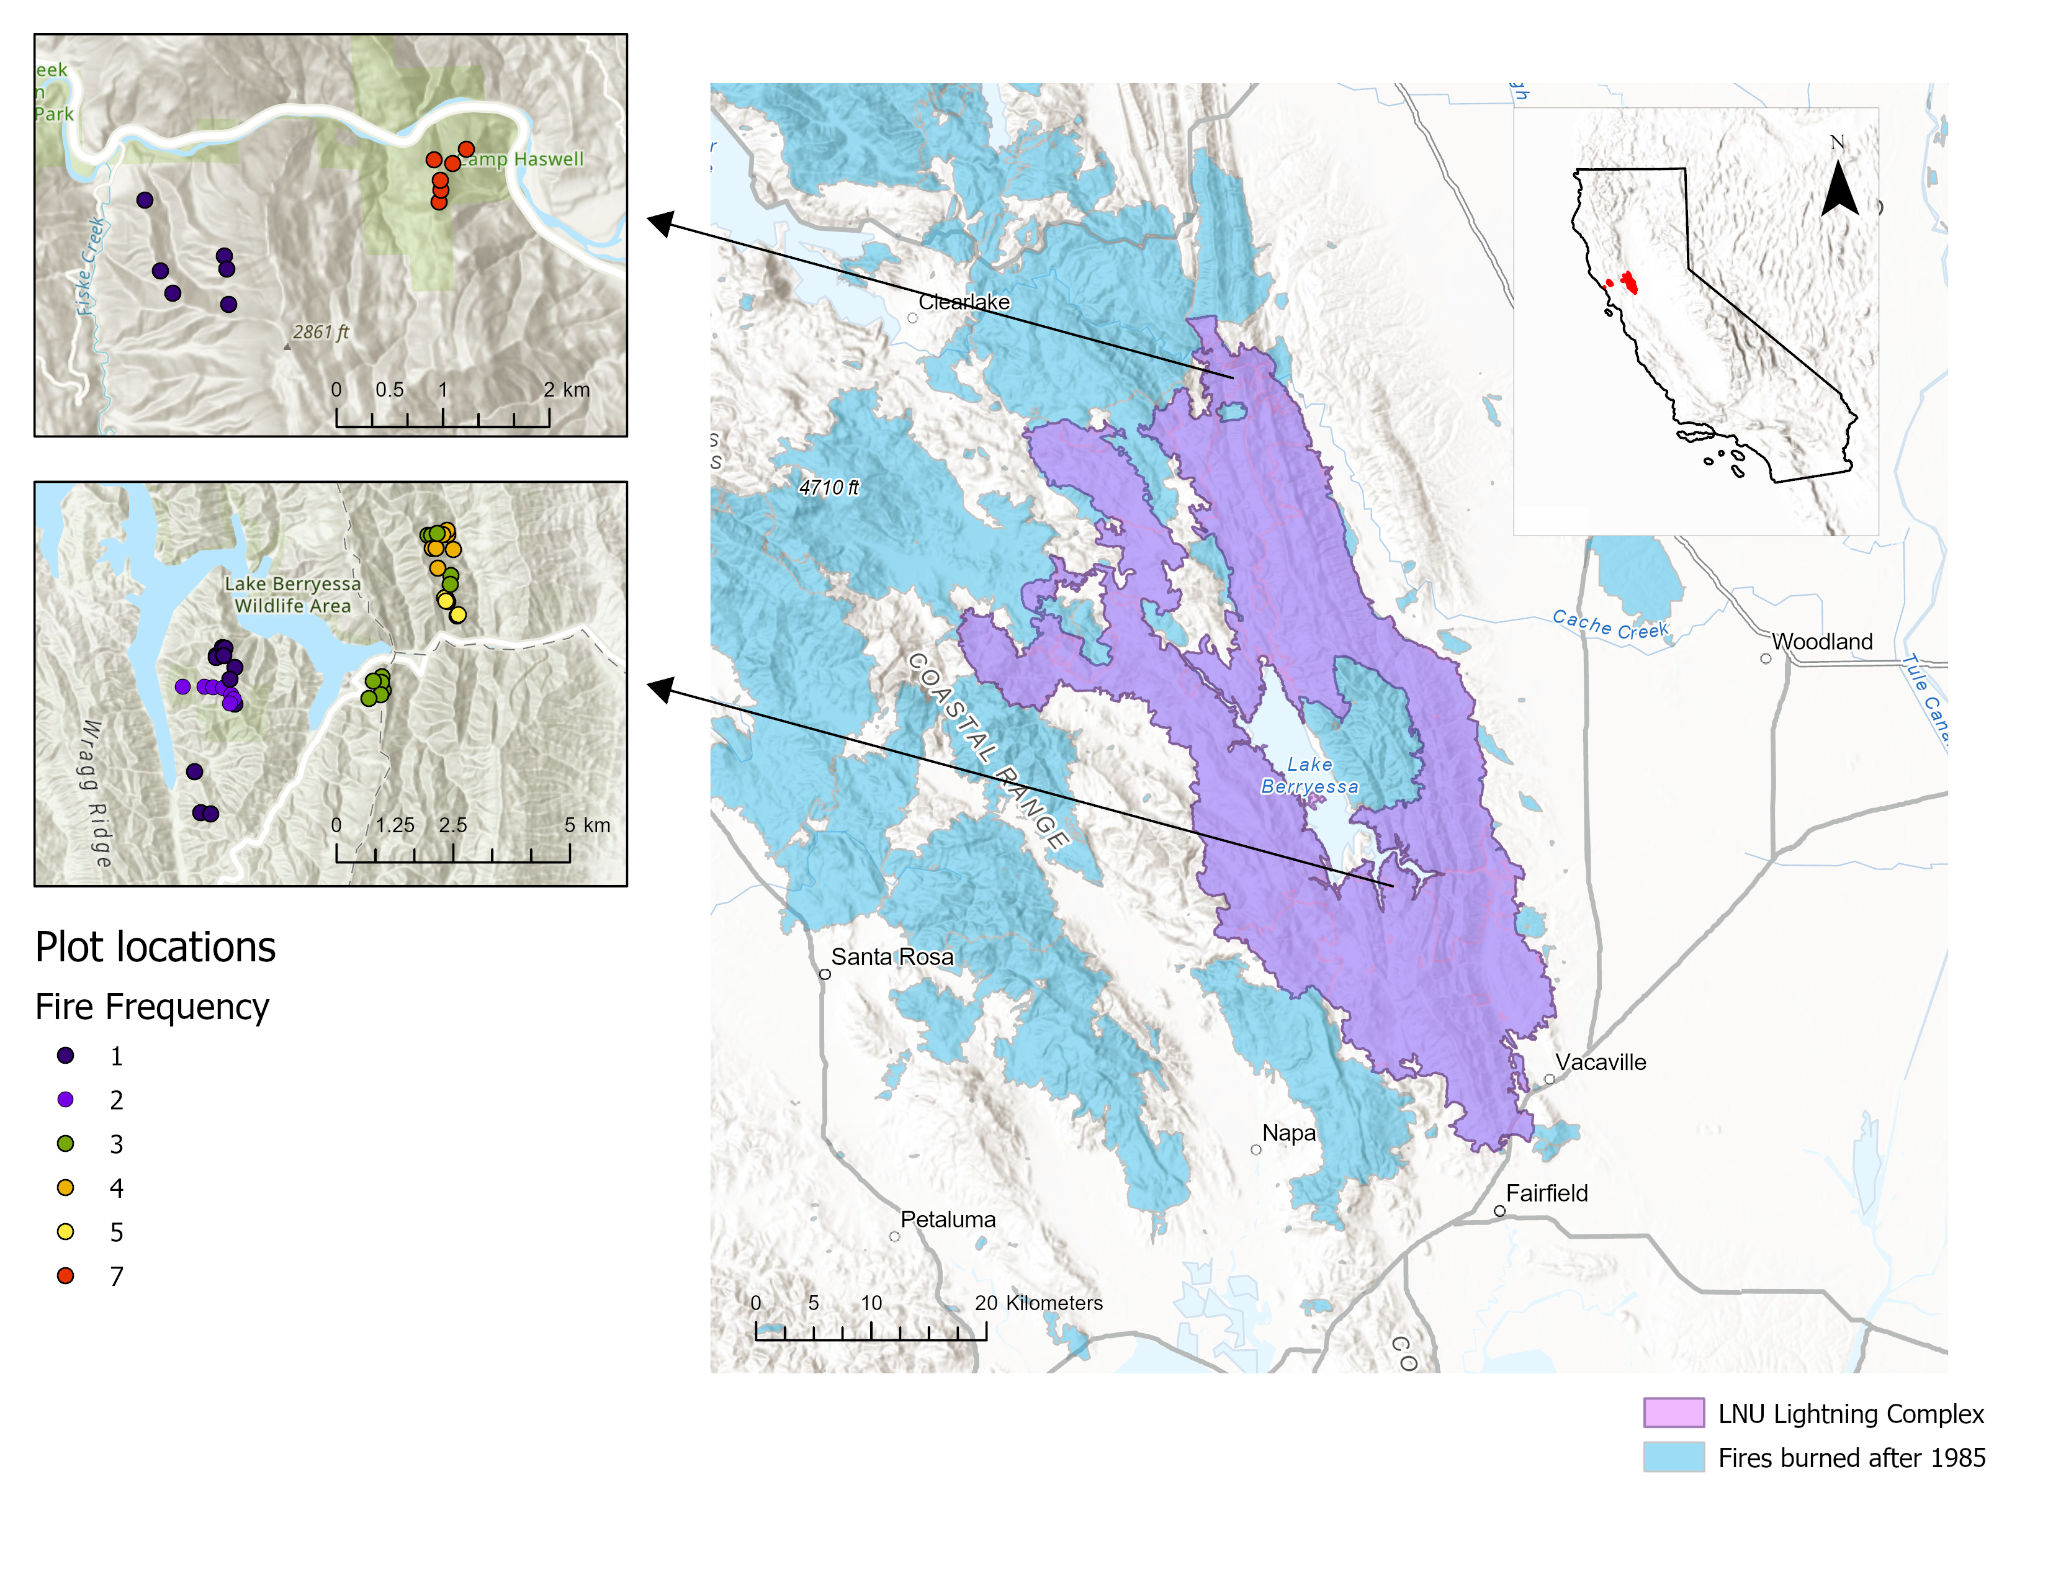 eek
n
Park
Camp Haswell
Fiske Creek
2861 ft
0 0.5 1 2 km
Lake Berryessa
Wildlife Area
Wragg Ridge
0 1.25 2.5 5 km
Plot locations
Fire Frequency
1
2
3
4
5
7
gh
N
Clearlake
S
S
4710 ft
Cache Creek
Woodland
Tule Cana
COASTAL RANGE
Lake
Berryessa
Santa Rosa
Vacaville
Napa
Fairfield
Petaluma
0 5 10 20 Kilometers
CO
LNU Lightning Complex
Fires burned after 1985